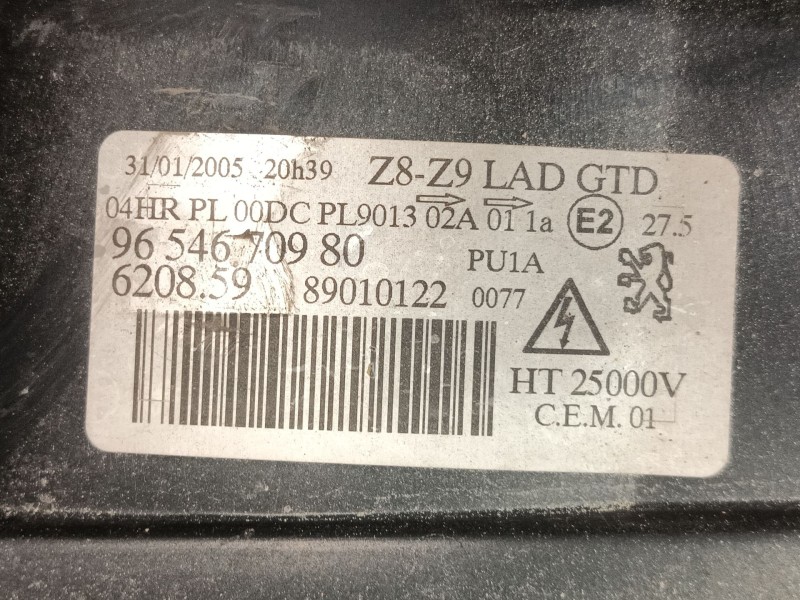 31/01/2005 20h39 Z8-Z9 LAD GTD
04HR PL 00DC PL9013 02A 01 1a E2 27.5
96 546 709 80 PU1A
6208.59 89010122 0077
HT 25000V
C.E.M. 01